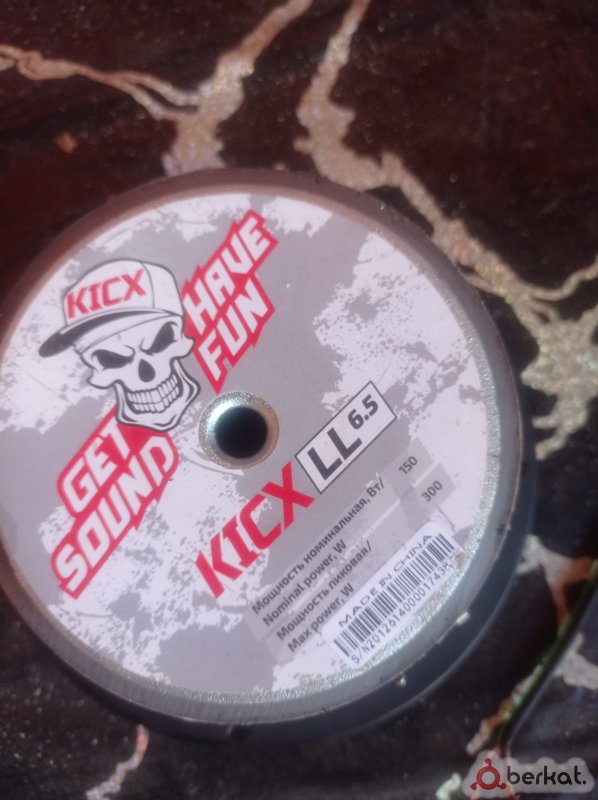 KICX
HAVE
FUN
GET
SOUND
KICX LL 6.5
Мощность номинальная, Вт/
Nominal power, W 150
Мощность пиковая/
Max power, W 300
MADE IN CHINA
berkat.